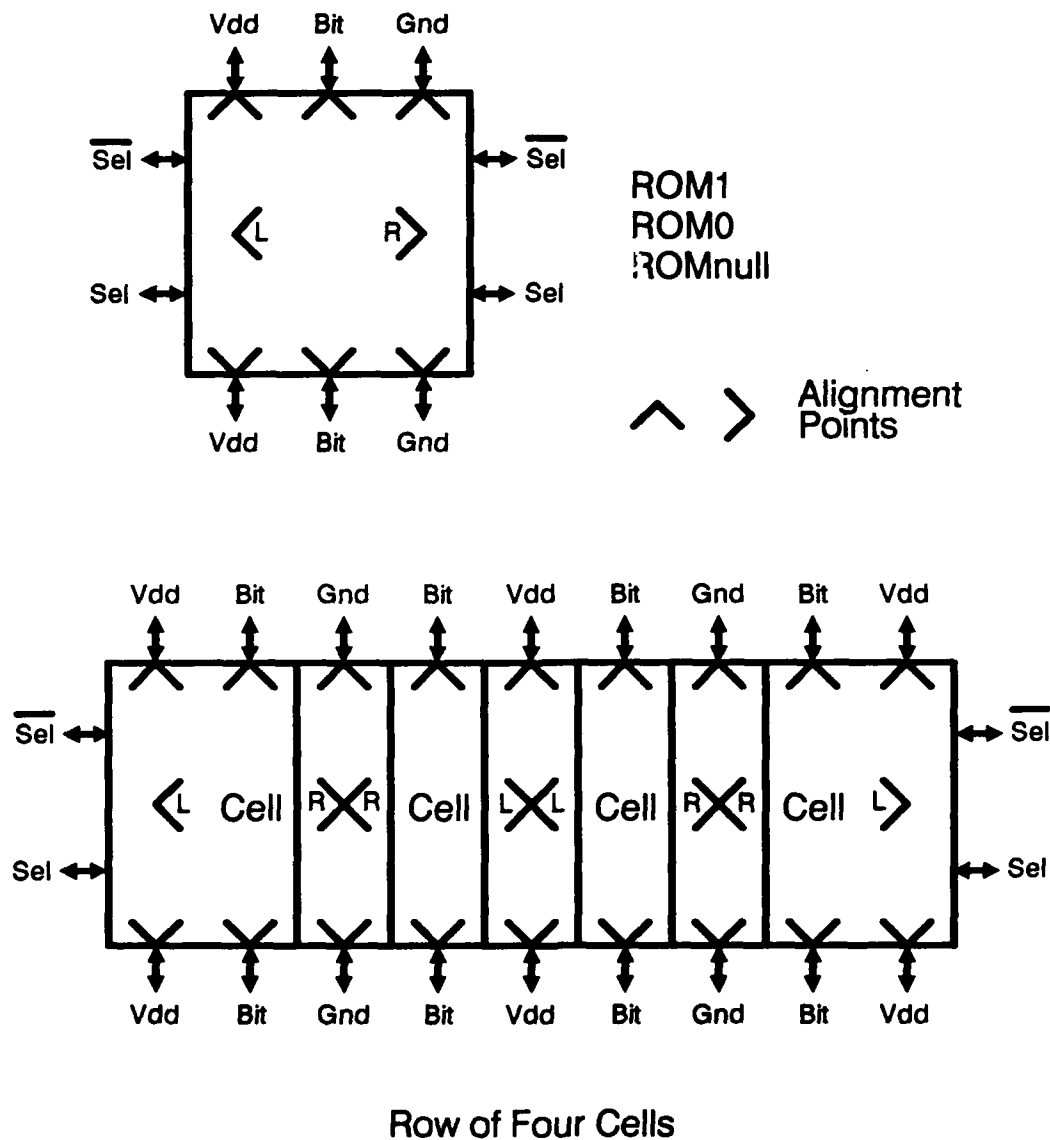 Vdd Bit Gnd
Sel Sel
ROM1
ROM0
ROMnull
L R
Sel Sel
Alignment
Points
Vdd Bit Gnd
Vdd Bit Gnd Bit Vdd Bit Gnd Bit Vdd
Sel Sel
L Cell R R Cell L L Cell R R Cell L
Sel Sel
Vdd Bit Gnd Bit Vdd Bit Gnd Bit Vdd
Row of Four Cells